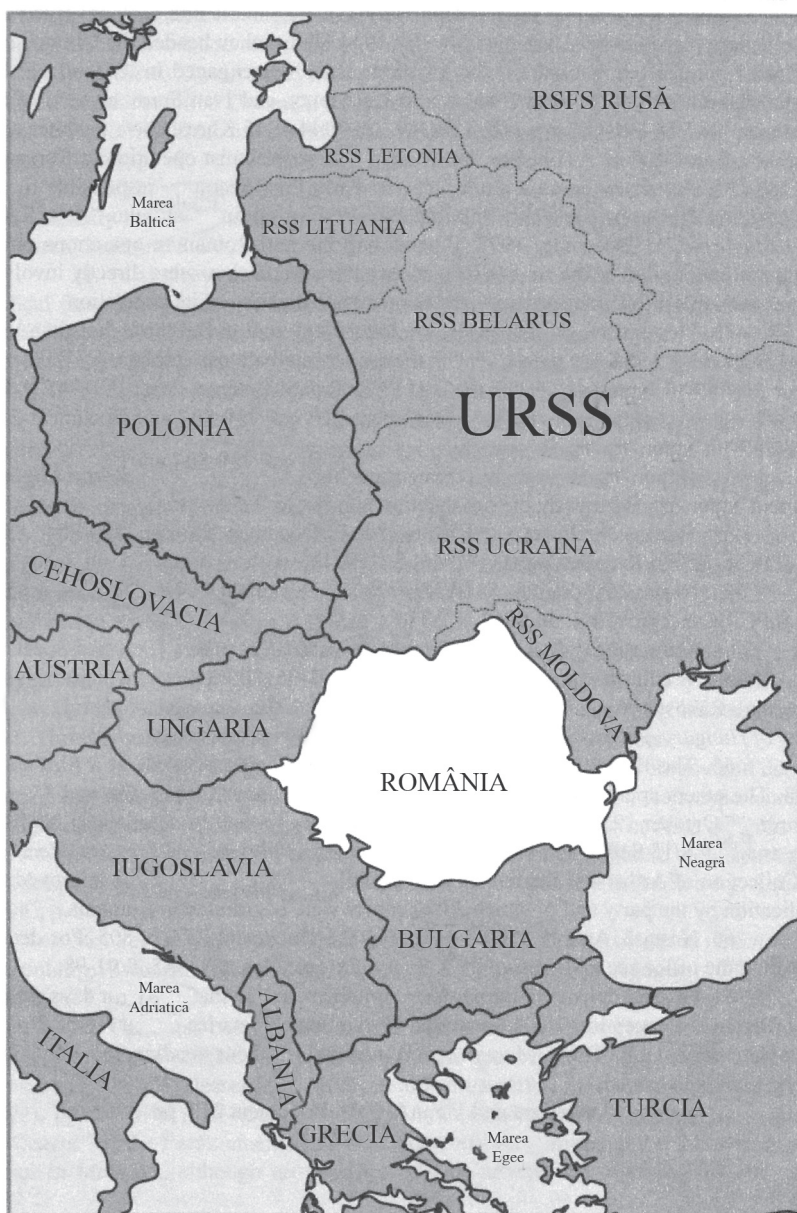 RSFS RUSĂ
RSS LETONIA
Marea
Baltică
RSS LITUANIA
RSS BELARUS
URSS
POLONIA
RSS UCRAINA
CEHOSLOVACIA
RSS MOLDOVA
AUSTRIA
UNGARIA
ROMÂNIA
Marea
Neagră
IUGOSLAVIA
BULGARIA
Marea
Adriatică
ALBANIA
ITALIA
TURCIA
GRECIA
Marea
Egee